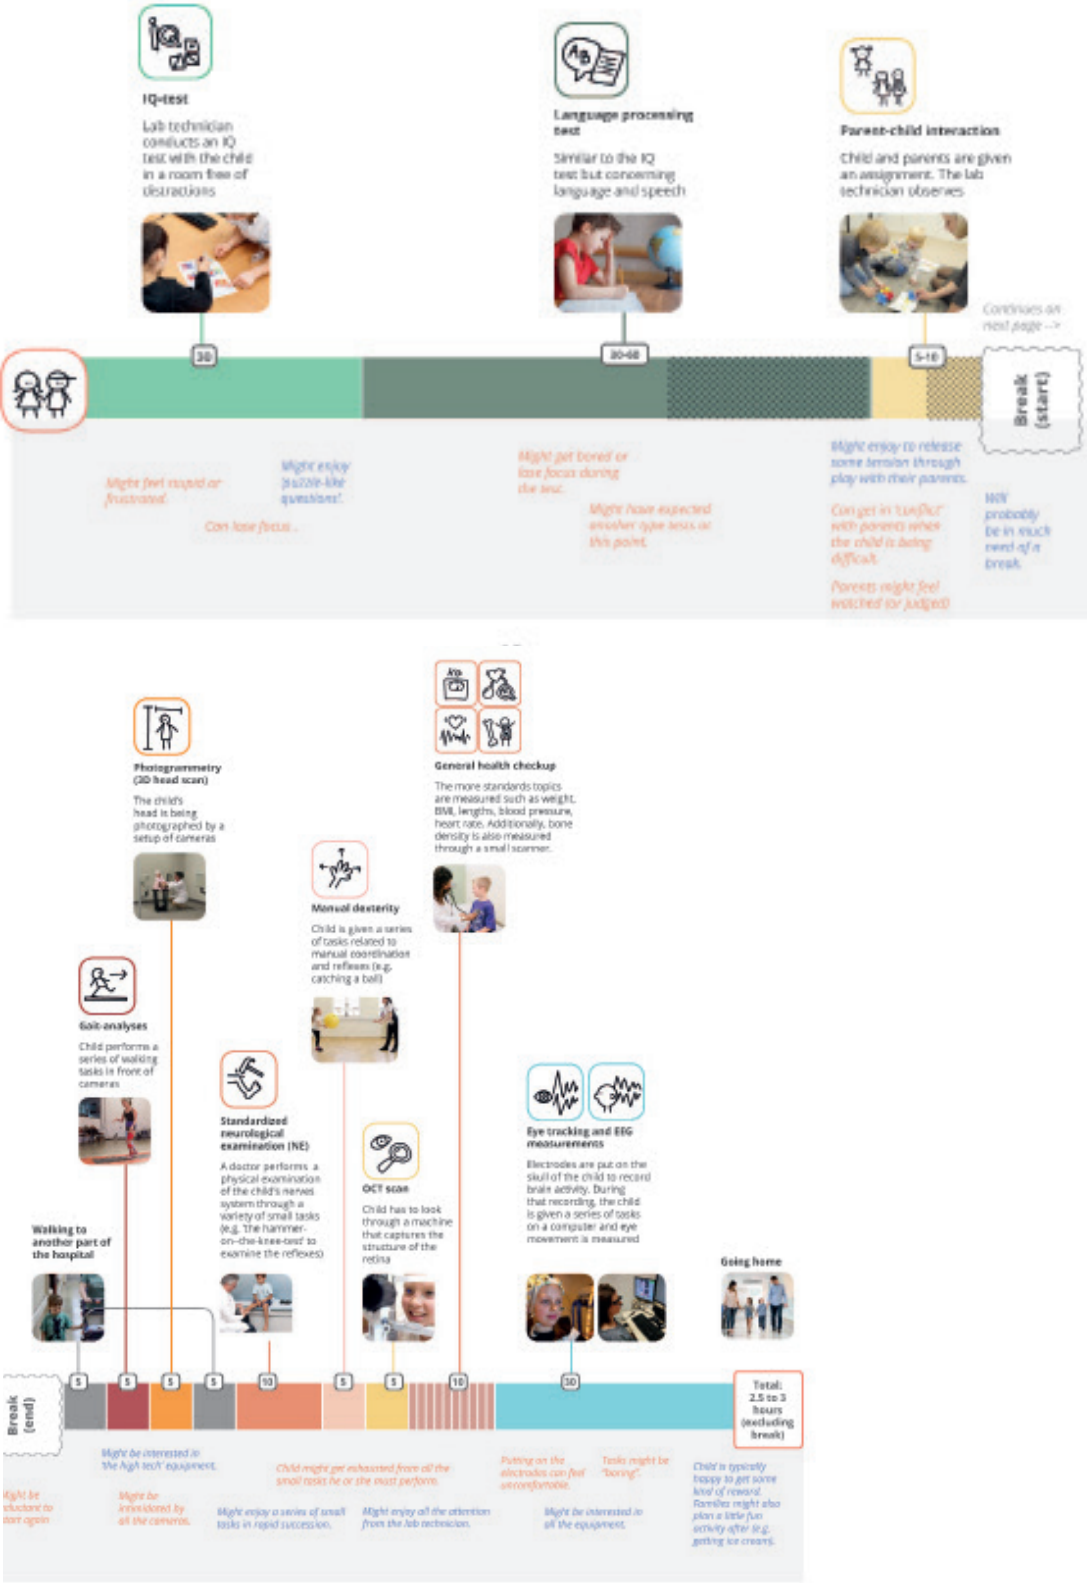 IQ-test
Lab technician
conducts an IQ
test with the child
in a room free of
distractions
Language processing
test
Similar to the IQ
test but concerning
language and speech
Parent-child interaction
Child and parents are given
an assignment. The lab
technician observes
Continues on
next page -->
30
30-60
5-10
Break
(start)
Might feel stupid or
frustrated.
Might enjoy
'puzzle-like
questions'.
Can lose focus ..
Might get bored or
lose focus during
the test.
Might have expected
another type tests at
this point.
Might enjoy to release
some tension through
play with their parents.
Can get in 'conflict'
with parents when
the child is being
difficult.
Parents might feel
watched (or judged)
Will
probably
be in much
need of a
break.
Photogrammetry
(3D head scan)
The child's
head is being
photographed by a
setup of cameras
General health checkup
The more standards topics
are measured such as weight,
BMI, lengths, blood pressure,
heart rate. Additionally, bone
density is also measured
through a small scanner.
Manual dexterity
Child is given a series
of tasks related to
manual coordination
and reflexes (e.g.
catching a ball)
Gait-analyses
Child performs a
series of walking
tasks in front of
cameras
Standardized
neurological
examination (NE)
A doctor performs a
physical examination
of the child's nerves
system through a
variety of small tasks
(e.g. 'the hammer-
on-the-knee-test' to
examine the reflexes)
OCT scan
Child has to look
through a machine
that captures the
structure of the
retina
Eye tracking and EEG
measurements
Electrodes are put on the
skull of the child to record
brain activity. During
that recording, the child
is given a series of tasks
on a computer and eye
movement is measured
Walking to
another part of
the hospital
Going home
5
5
5
5
10
5
5
10
30
Break
(end)
Total:
2.5 to 3
hours
(excluding
break)
Might be
reluctant to
start again
Might be interested in
'the high tech' equipment.
Might be
intimidated by
all the cameras.
Child might get exhausted from all the
small tasks he or she must perform.
Might enjoy a series of small
tasks in rapid succession.
Might enjoy all the attention
from the lab technician.
Putting on the
electrodes can feel
uncomfortable.
Tasks might be
"boring".
Might be interested in
all the equipment.
Child is typically
happy to get some
kind of reward.
Families might also
plan a little fun
activity after (e.g.
getting ice cream).